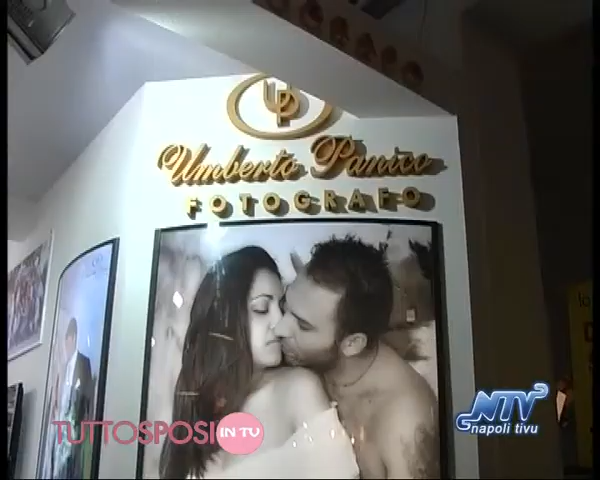 UP
Umberto Panico
FOTOGRAFO
TUTTOSPOSI IN TV
NTV
napoli tivu